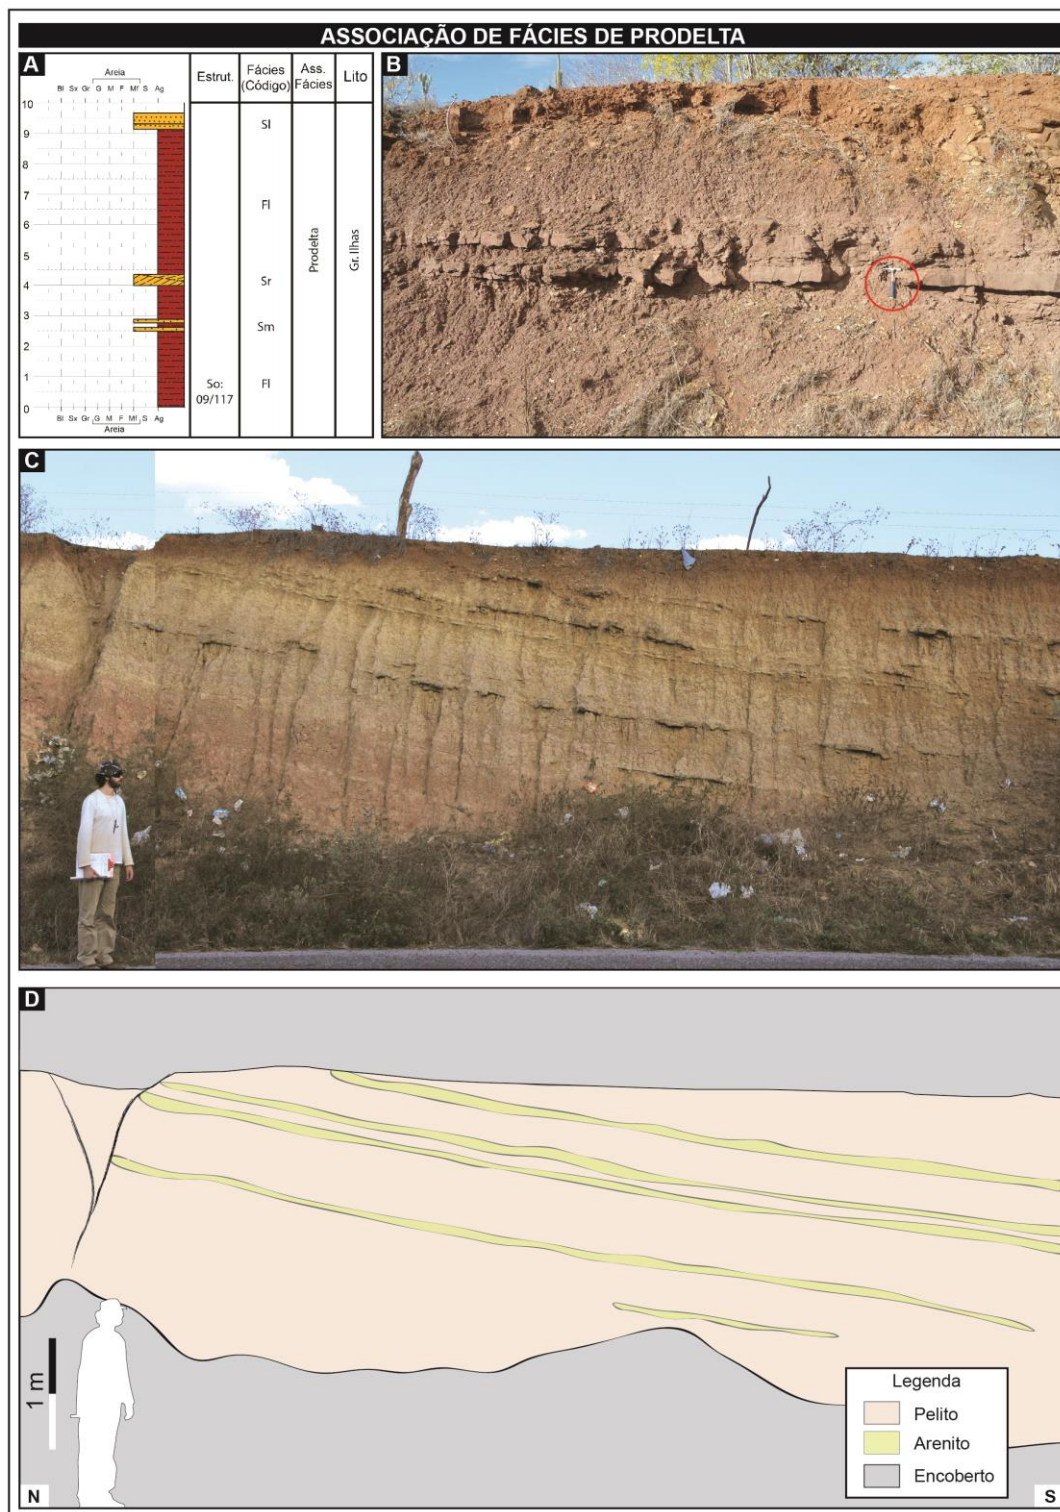 ASSOCIAÇÃO DE FÁCIES DE PRODELTA
A
Areia
Bl Sx Gr G M F Mf S Ag
Estrut.
Fácies
(Código)
Ass.
Fácies
Lito
10
9
8
7
6
5
4
3
2
1
0
Sl
Fl
Sr
Sm
Fl
So:
09/117
Prodelta
Gr. Ilhas
Bl Sx Gr G M F Mf S Ag
Areia
B
C
D
1 m
N
S
Legenda
Pelito
Arenito
Encoberto